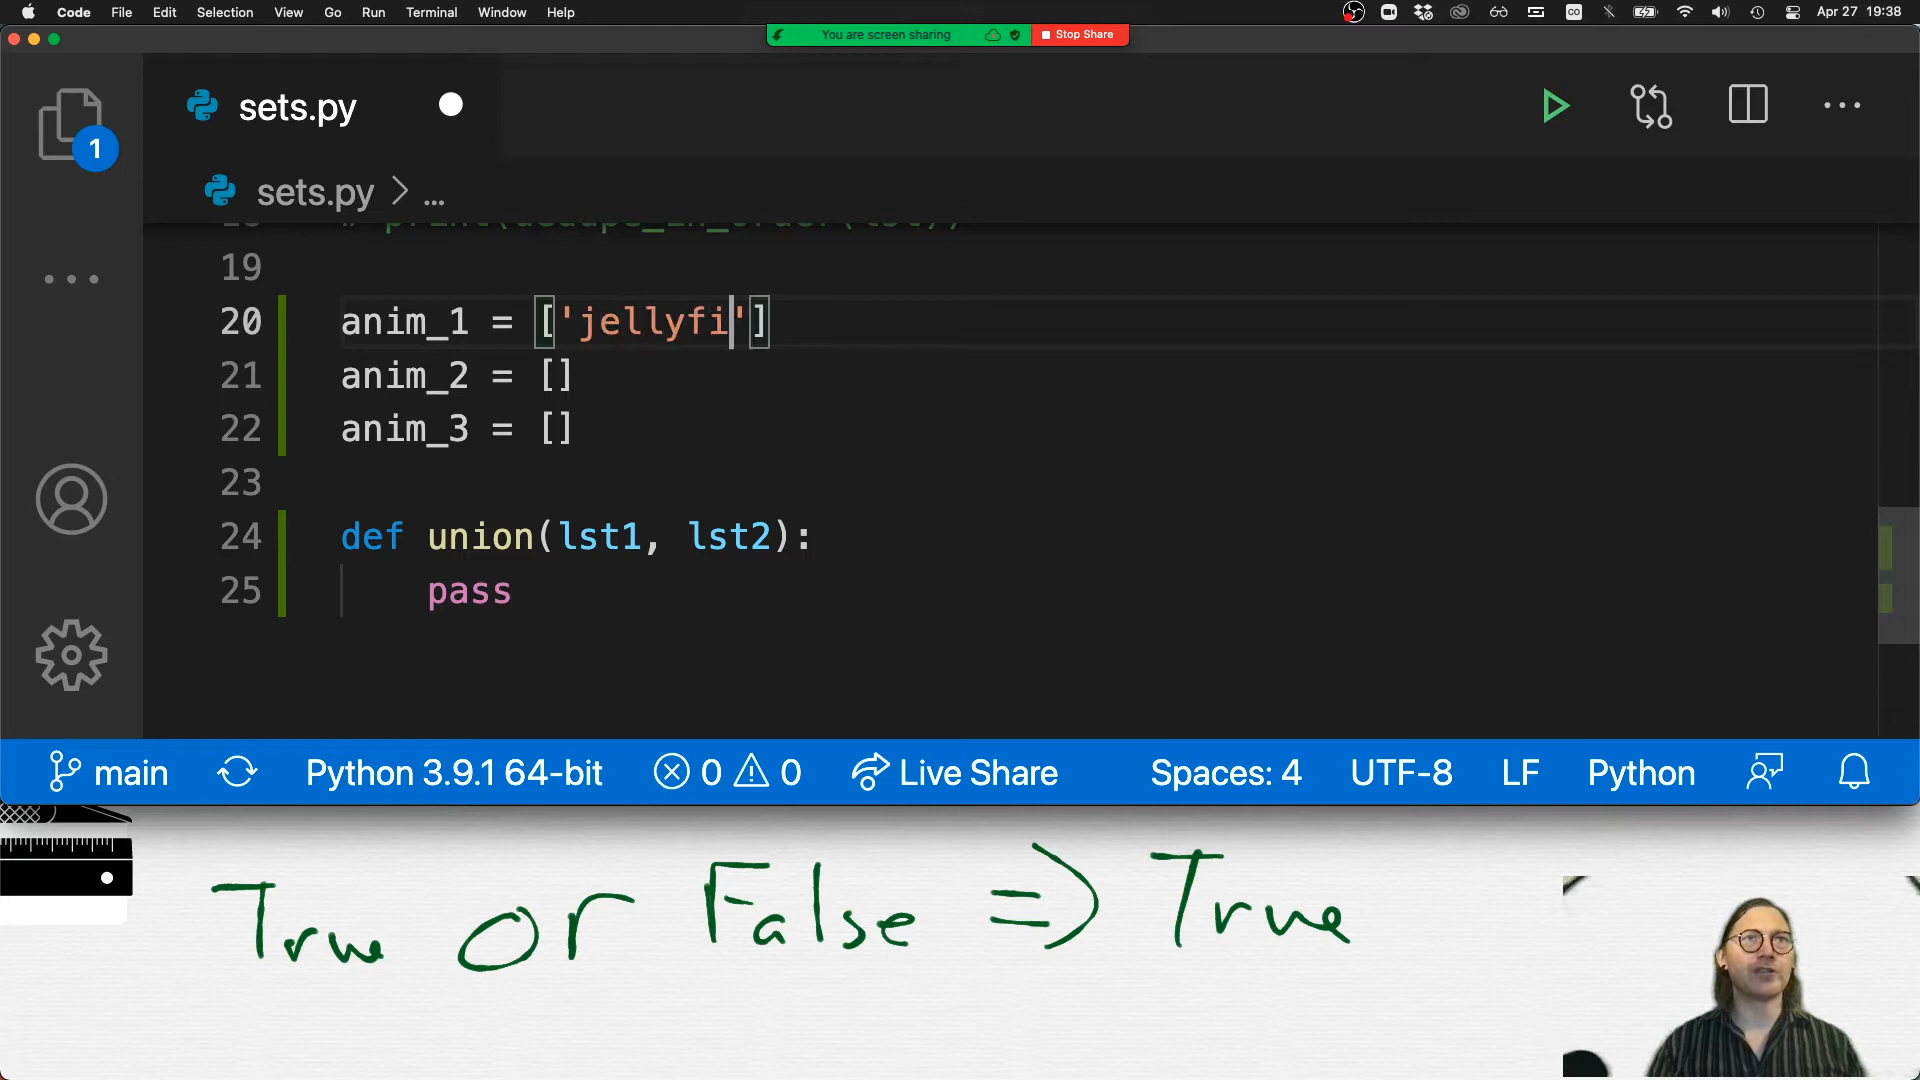 Code File Edit Selection View Go Run Terminal Window Help Apr 27 19:38
You are screen sharing Stop Share
sets.py
1
sets.py > ...
19
20 anim_1 = ['jellyfi']
21 anim_2 = []
22 anim_3 = []
23
24 def union(lst1, lst2):
25 pass
main Python 3.9.1 64-bit 0 0 Live Share Spaces: 4 UTF-8 LF Python
True or False => True